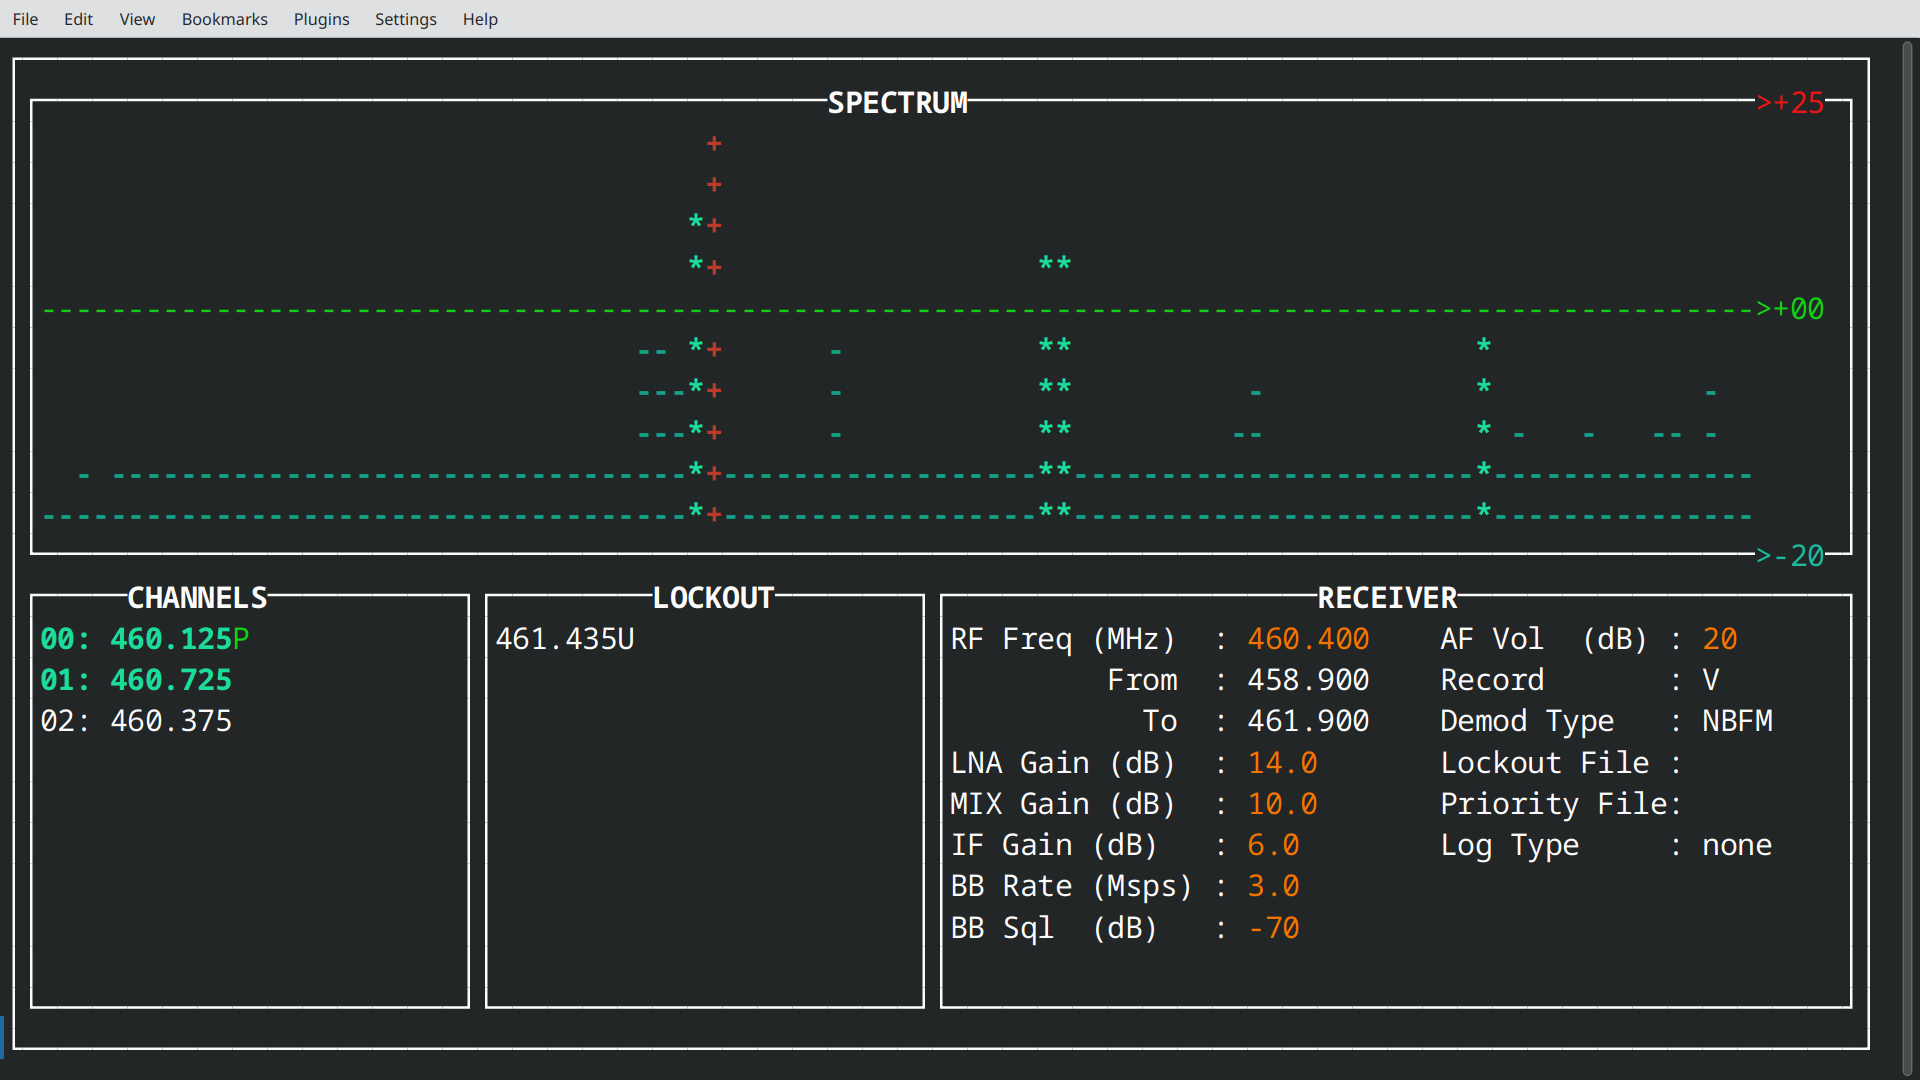 File Edit View Bookmarks Plugins Settings Help
SPECTRUM >+25
+
+
*+
*+ **
-------------------------------------------------------------------------------------------------->+00
-- *+ - ** *
---*+ - ** - * -
---*+ - ** -- * - - -- -
- ---------------------------------*+------------------**-----------------------*---------------
-------------------------------------*+------------------**-----------------------*---------------
>-20
CHANNELS
00: 460.125P
01: 460.725
02: 460.375
LOCKOUT
461.435U
RECEIVER
RF Freq (MHz) : 460.400 AF Vol (dB) : 20
From : 458.900 Record : V
To : 461.900 Demod Type : NBFM
LNA Gain (dB) : 14.0 Lockout File :
MIX Gain (dB) : 10.0 Priority File:
IF Gain (dB) : 6.0 Log Type : none
BB Rate (Msps) : 3.0
BB Sql (dB) : -70